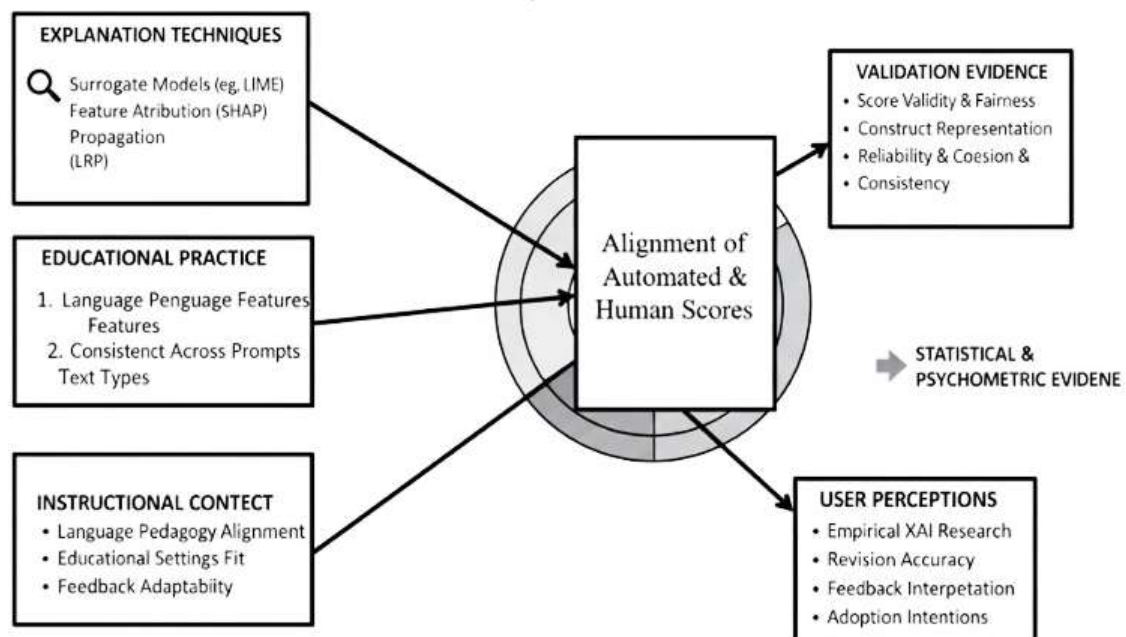 EXPLANATION TECHNIQUES
Surrogate Models (eg, LIME)
Feature Atribution (SHAP)
Propagation
(LRP)
EDUCATIONAL PRACTICE
1. Language Penguage Features
Features
2. Consistenct Across Prompts
Text Types
INSTRUCTIONAL CONTECT
• Language Pedagogy Alignment
• Educational Settings Fit
• Feedback Adaptabiity
Alignment of
Automated &
Human Scores
VALIDATION EVIDENCE
• Score Validity & Fairness
• Construct Representation
• Reliability & Coesion &
• Consistency
STATISTICAL &
PSYCHOMETRIC EVIDENE
USER PERCEPTIONS
• Empirical XAI Research
• Revision Accuracy
• Feedback Interpetation
• Adoption Intentions